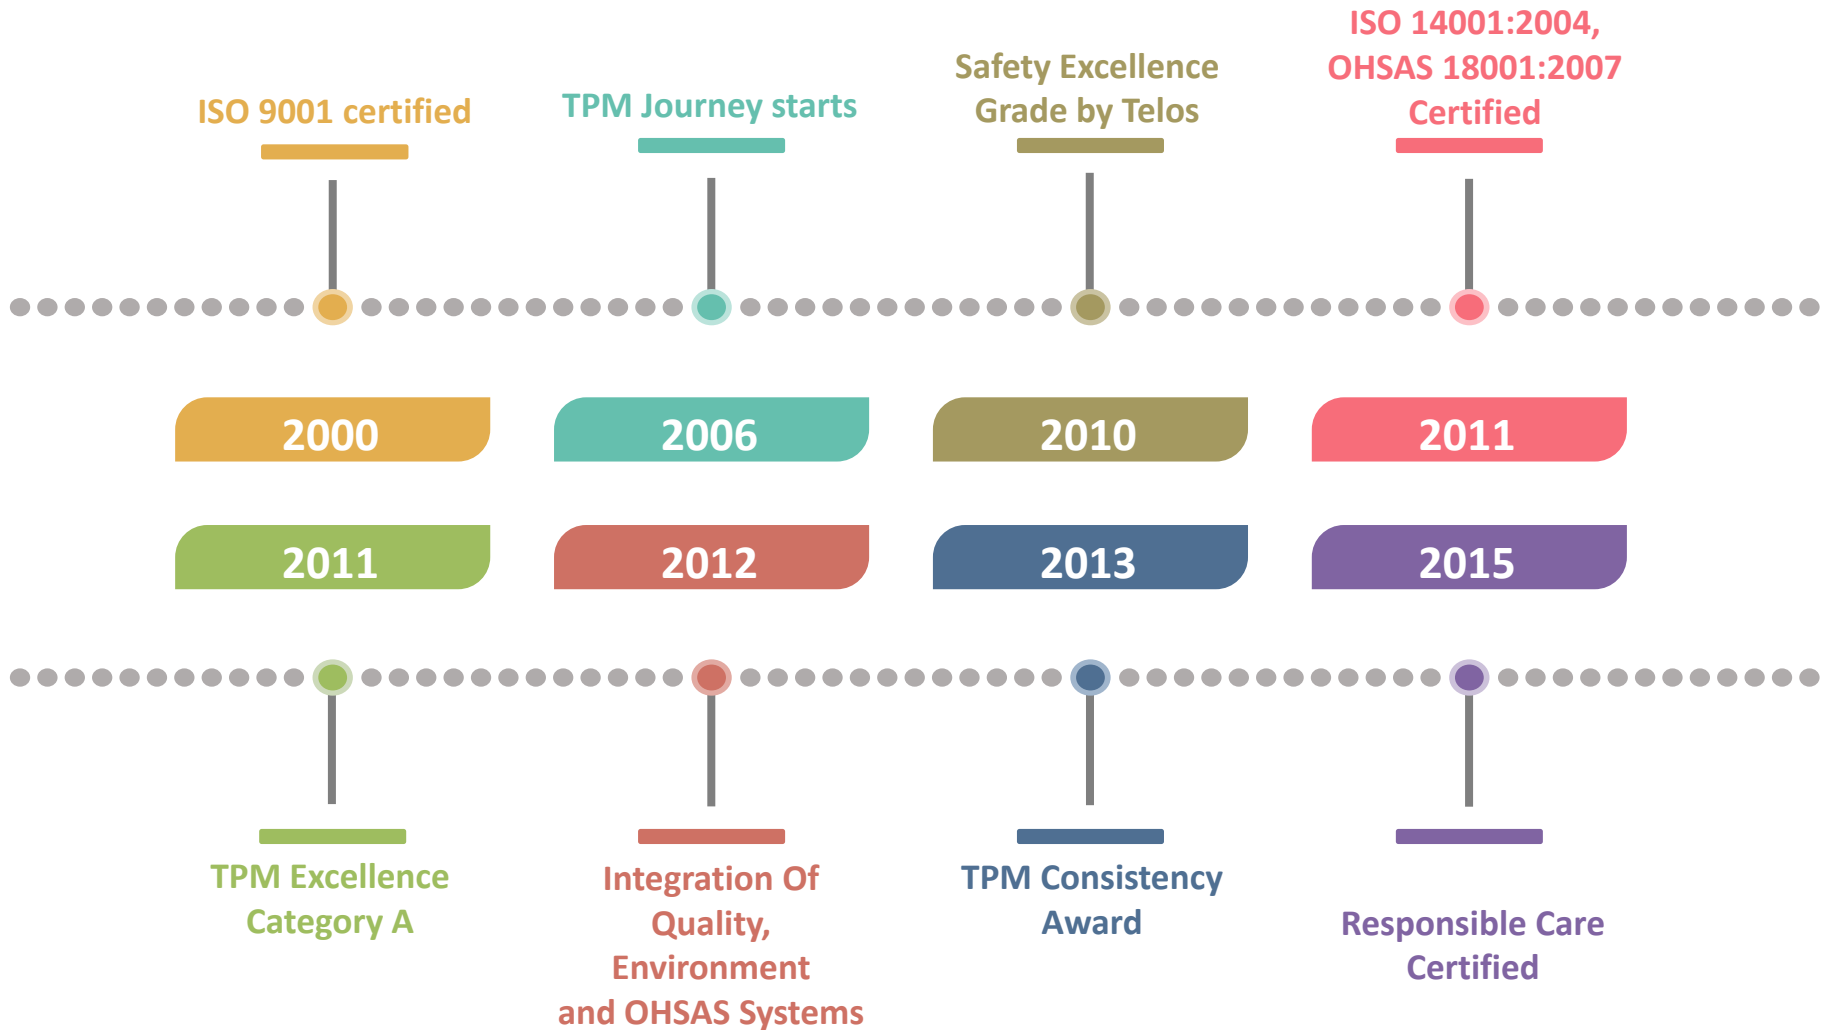 ISO 9001 certified
TPM Journey starts
Safety Excellence
Grade by Telos
ISO 14001:2004,
OHSAS 18001:2007
Certified
2000
2006
2010
2011
2011
2012
2013
2015
TPM Excellence
Category A
Integration Of
Quality,
Environment
and OHSAS Systems
TPM Consistency
Award
Responsible Care
Certified